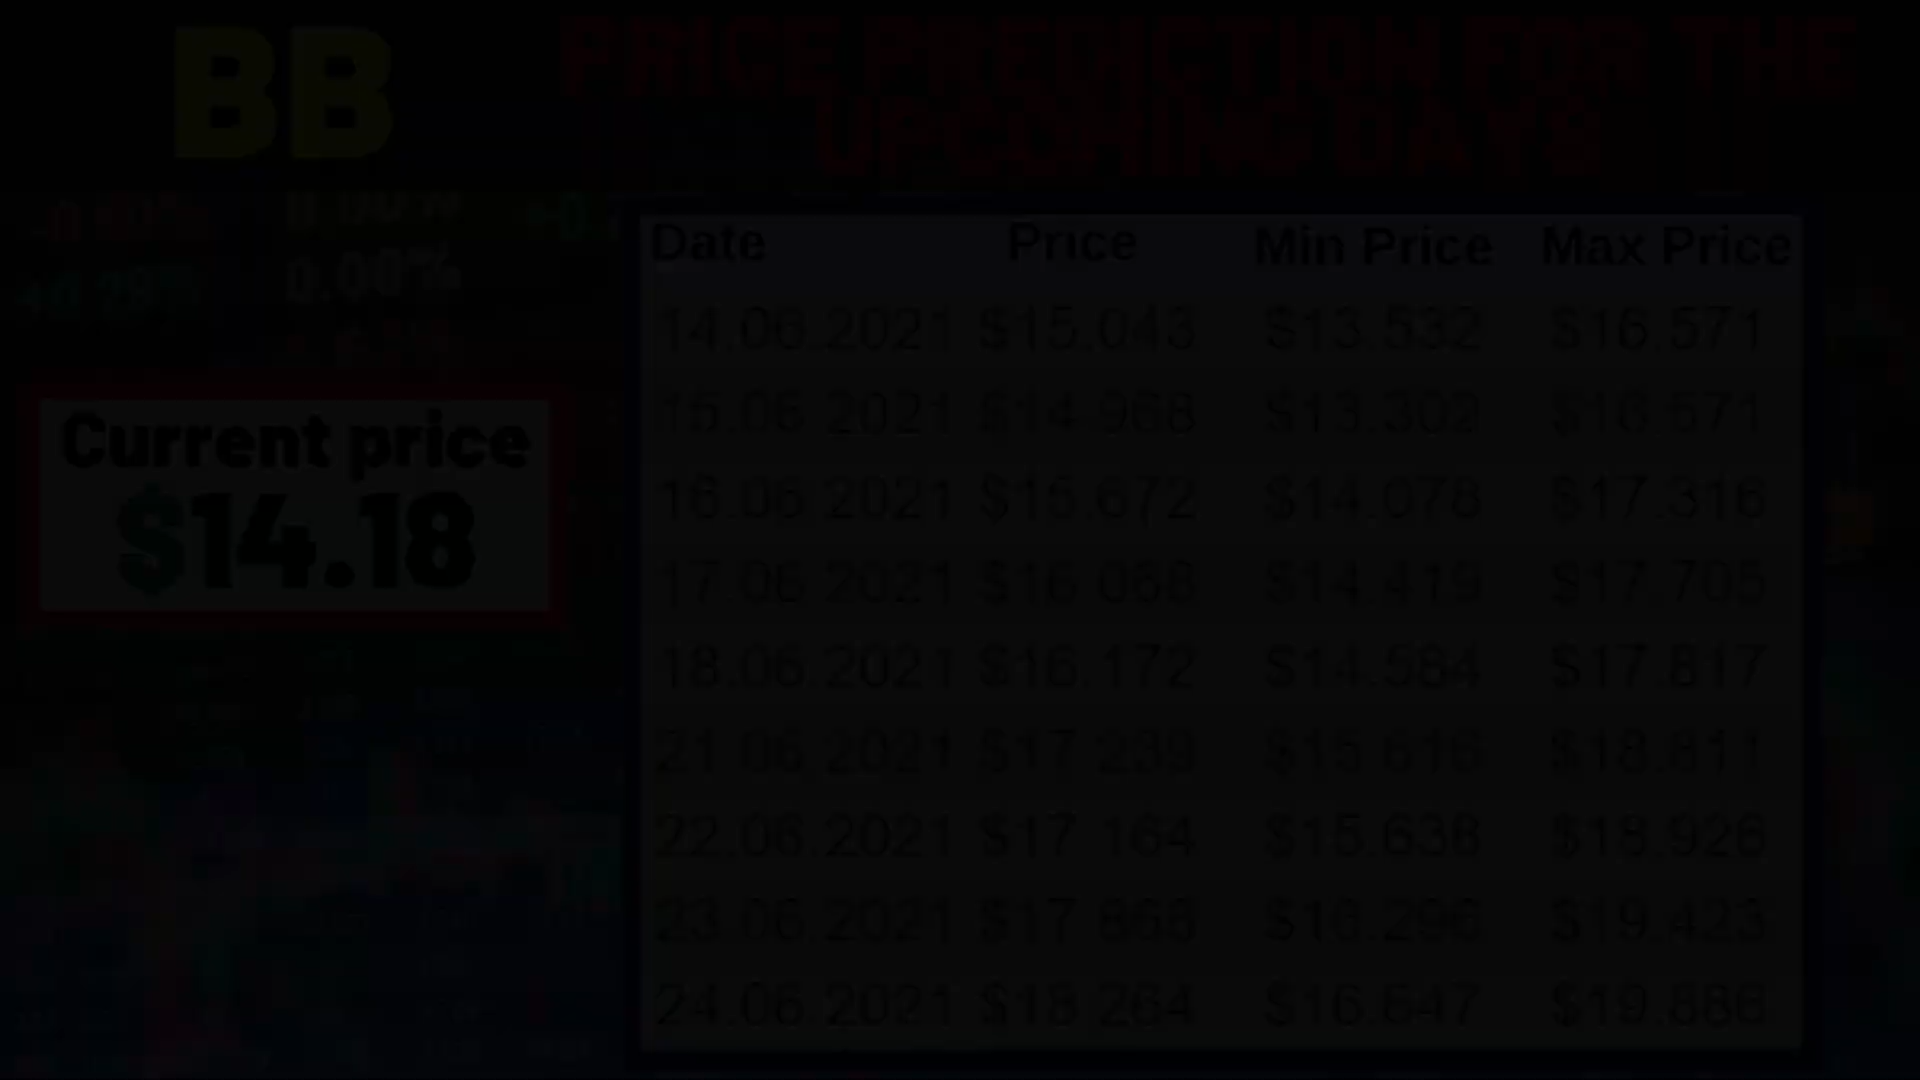 BB
PRICE PREDICTION FOR THE
UPCOMING DAYS
0.00%
0.00%
Current price
$14.18
Date Price Min Price Max Price
14.06.2021 $15.043 $13.532 $16.571
15.06.2021 $14.968 $13.302 $16.571
16.06.2021 $15.672 $14.078 $17.316
17.06.2021 $16.068 $14.419 $17.705
18.06.2021 $16.172 $14.584 $17.817
21.06.2021 $17.239 $15.616 $18.811
22.06.2021 $17.164 $15.638 $18.926
23.06.2021 $17.868 $16.296 $19.423
24.06.2021 $18.264 $16.647 $19.886